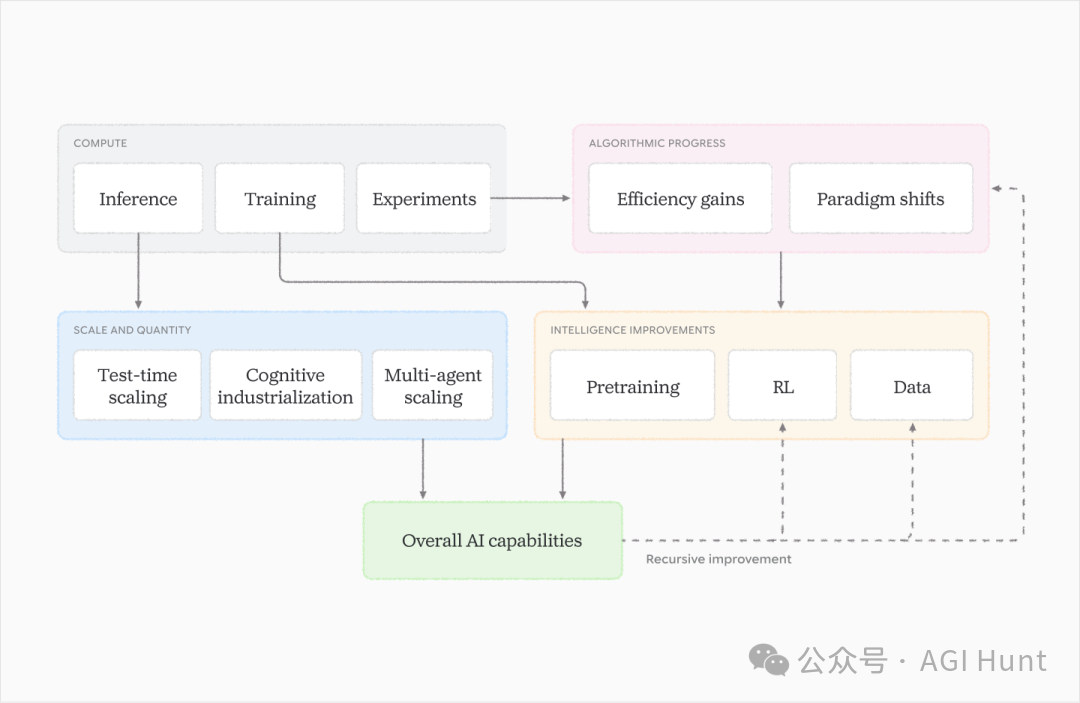 COMPUTE
Inference
Training
Experiments
ALGORITHMIC PROGRESS
Efficiency gains
Paradigm shifts
SCALE AND QUANTITY
Test-time
scaling
Cognitive
industrialization
Multi-agent
scaling
INTELLIGENCE IMPROVEMENTS
Pretraining
RL
Data
Overall AI capabilities
Recursive improvement
公众号 · AGI Hunt